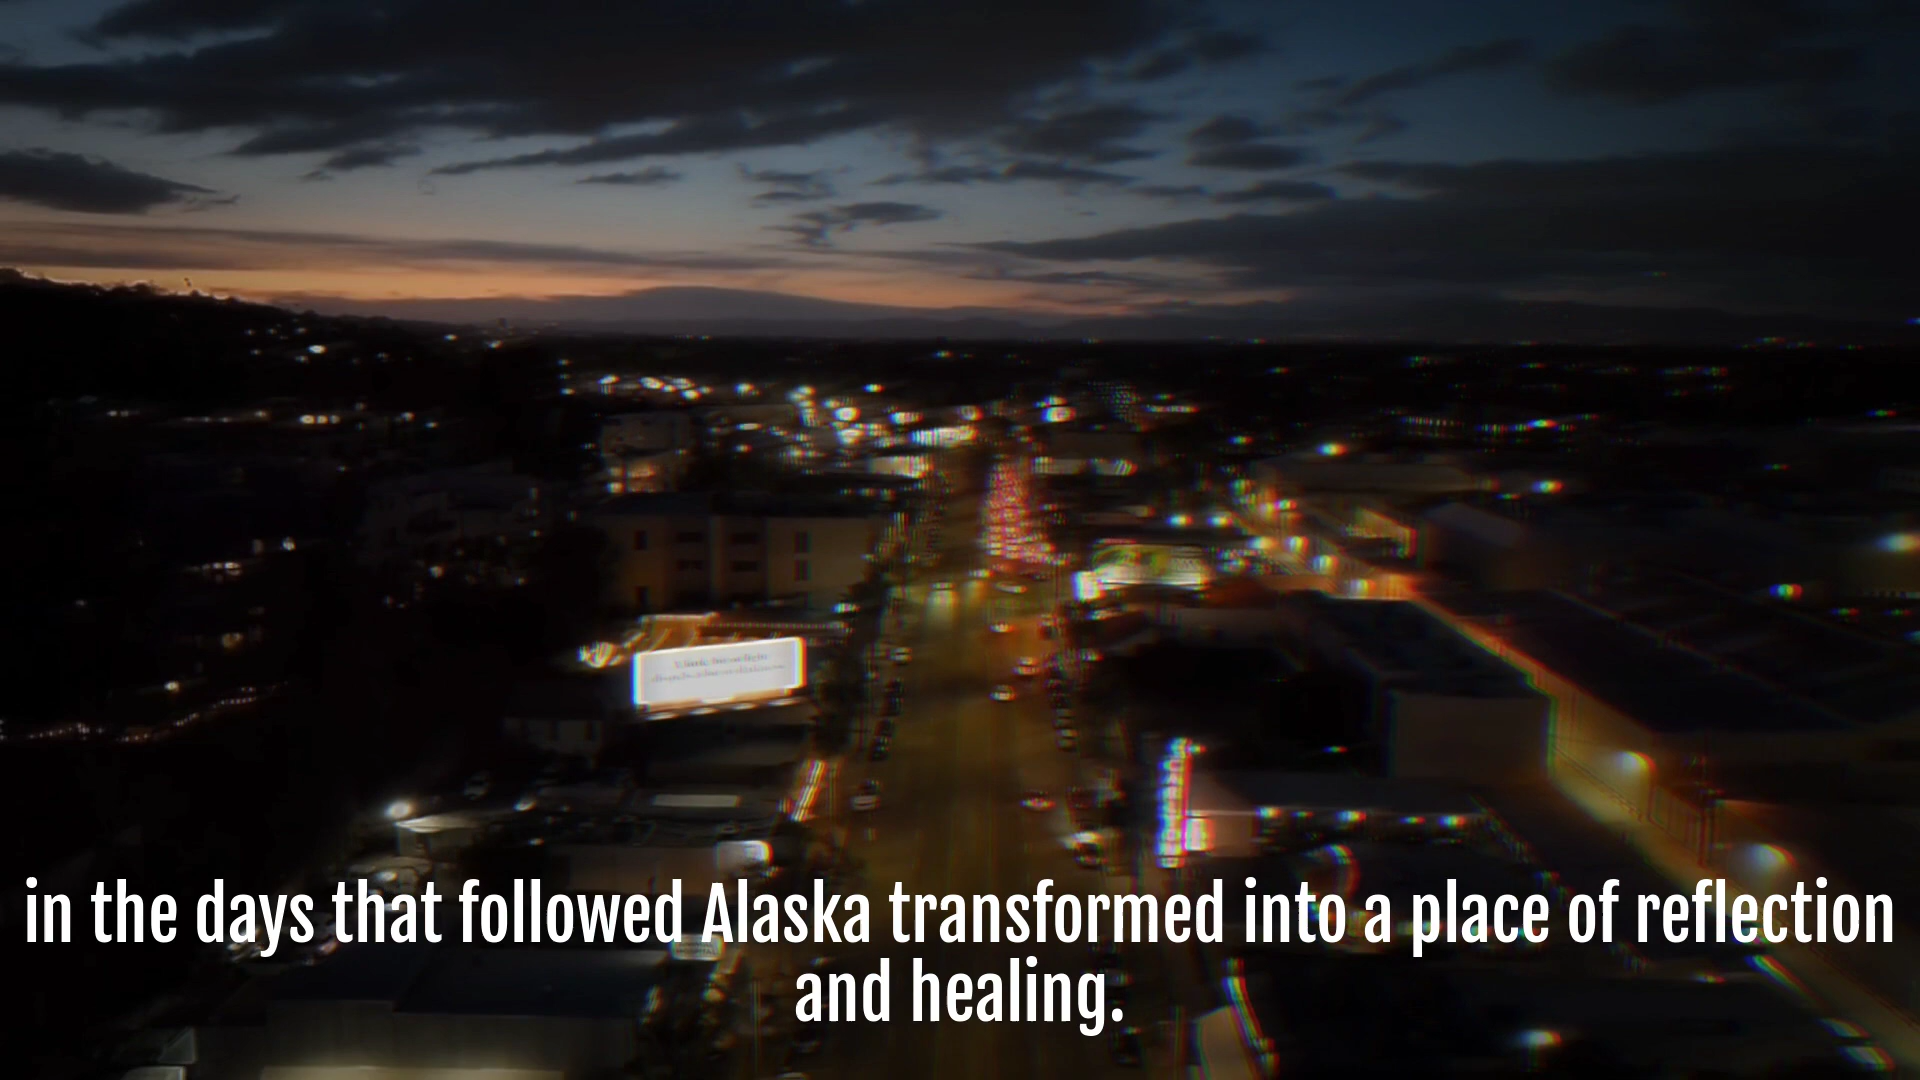 in the days that followed Alaska transformed into a place of reflection
and healing.